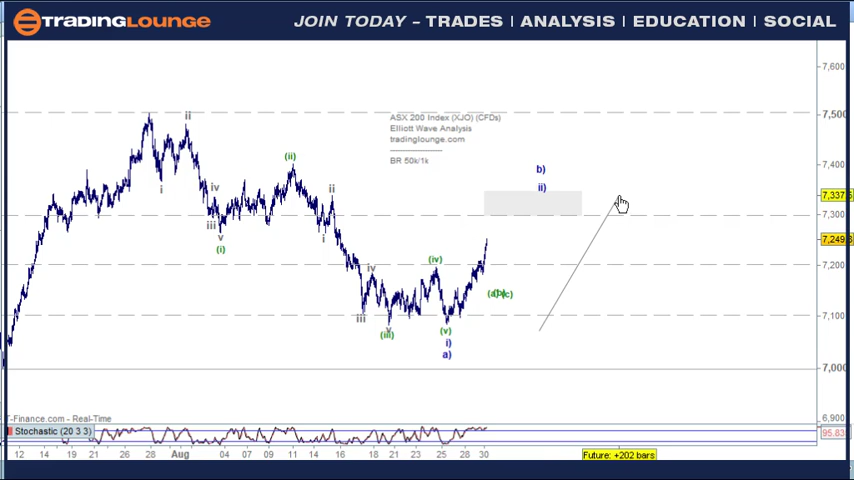 TRADINGLOUNGE
JOIN TODAY – TRADES | ANALYSIS | EDUCATION | SOCIAL
ASX 200 Index (XJO) (CFDs)
Elliott Wave Analysis
tradinglounge.com
BR 50k/1k
7,600
7,500
7,400
7,337.5
7,300
7,200
7,100
7,000
6,900
ii
(ii)
i
iv
iii
v
(i)
ii
i
iv
iii
v
(iii)
(iv)
(v)
i)
a)
b)
ii)
(c)
T-Finance.com - Real-Time
Stochastic (20 3 3)
12 14 18 19 21 24 26 28 Aug 04 07 09 11 14 16 18 21 23 25 28 30
Future: +202 bars